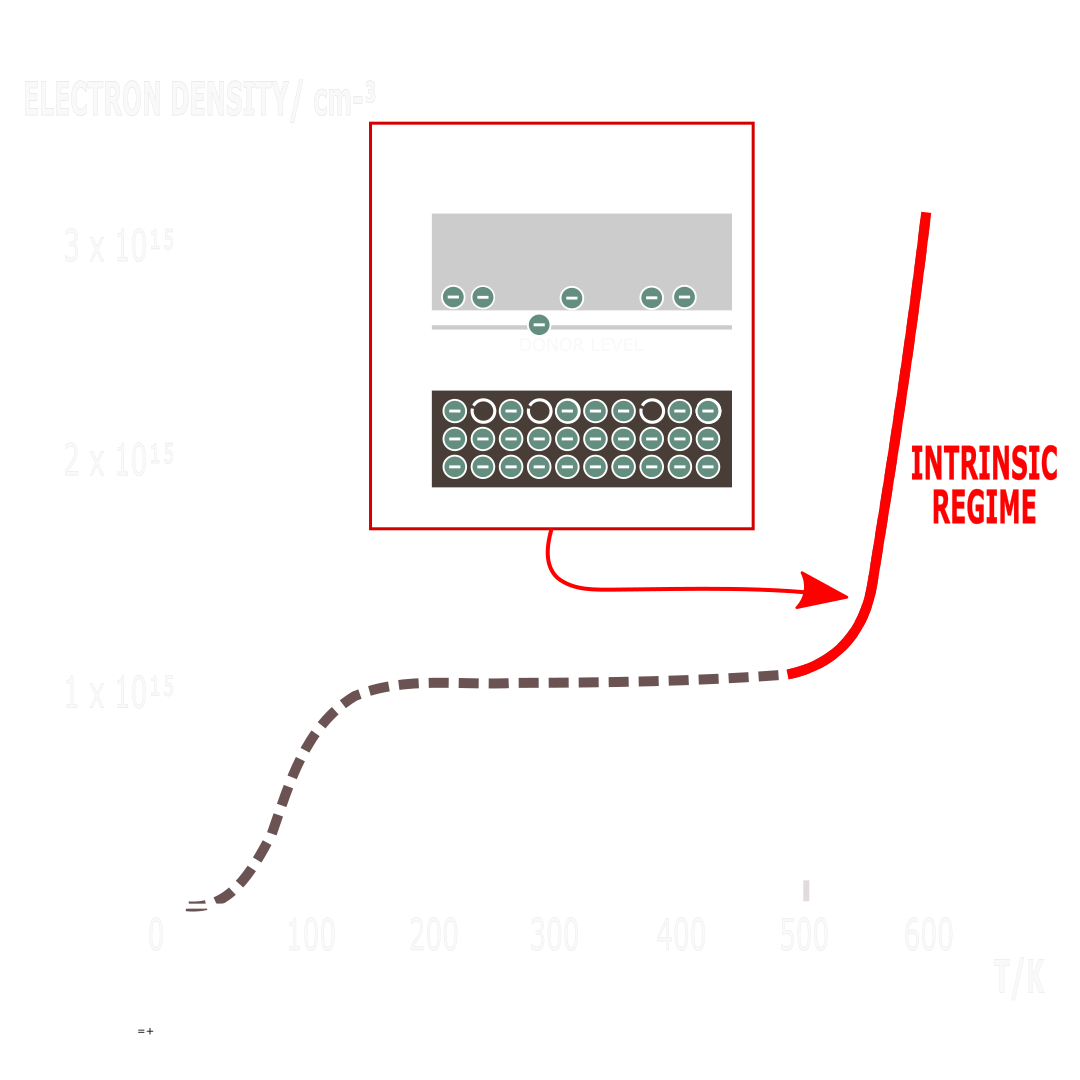 ELECTRON DENSITY/ cm-³
3 x 10¹⁵
DONOR LEVEL
2 x 10¹⁵
INTRINSIC
REGIME
1 x 10¹⁵
0 100 200 300 400 500 600
T/K
=+